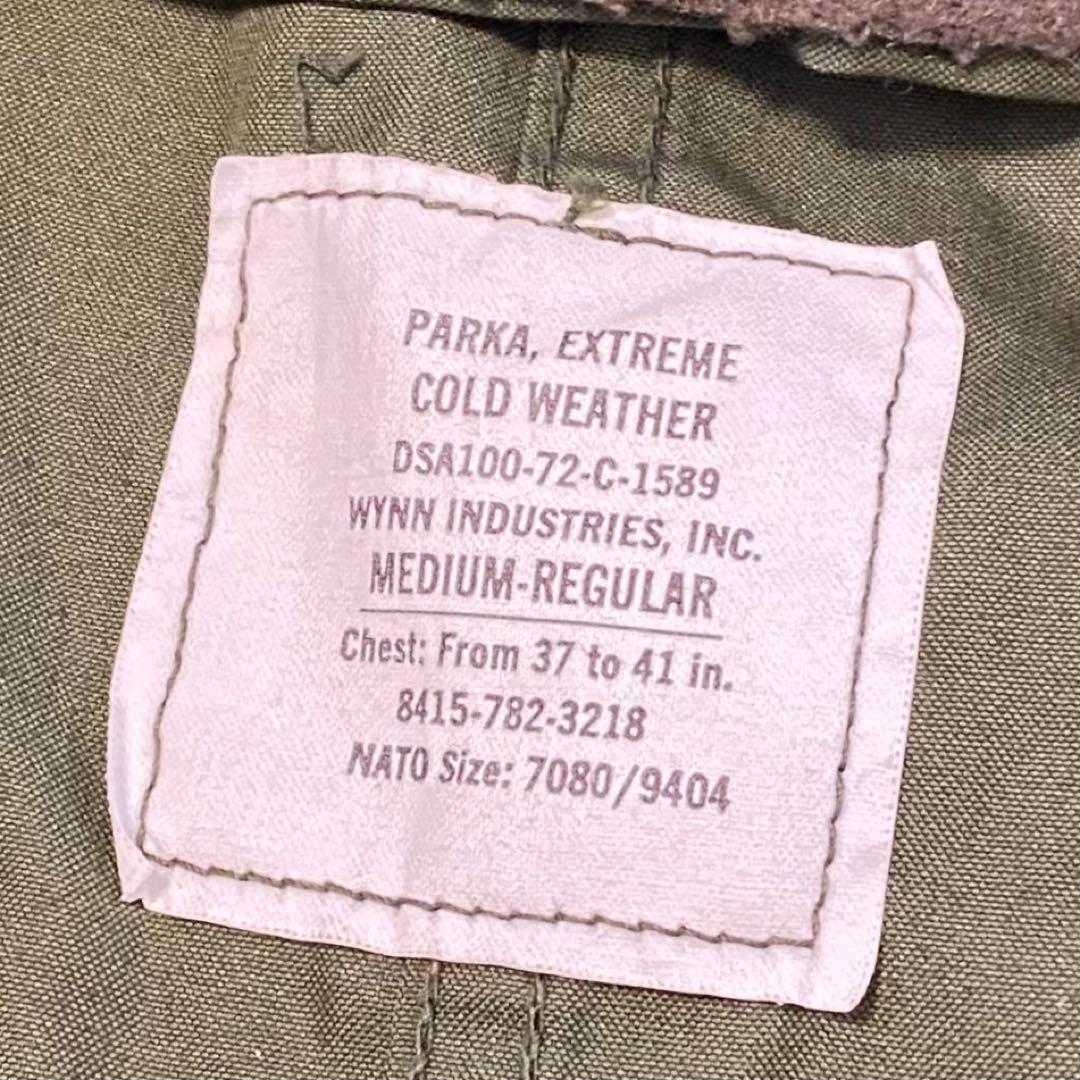 PARKA, EXTREME
COLD WEATHER
DSA100-72-C-1589
WYNN INDUSTRIES, INC.
MEDIUM-REGULAR
Chest: From 37 to 41 in.
8415-782-3218
NATO Size: 7080/9404